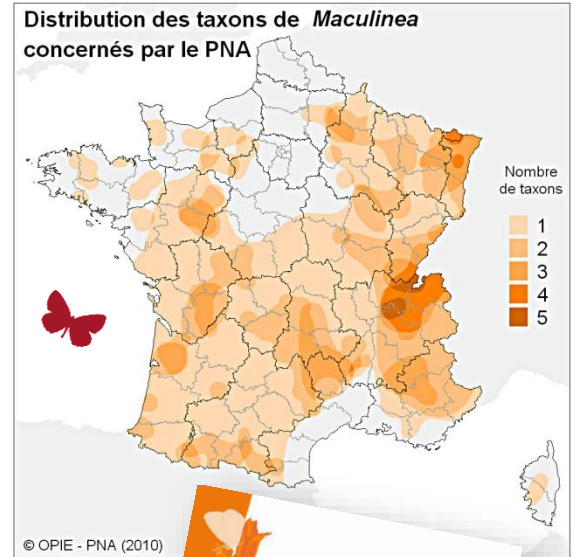 Distribution des taxons de Maculinea
concernés par le PNA
Nombre
de taxons
1
2
3
4
5
© OPIE - PNA (2010)